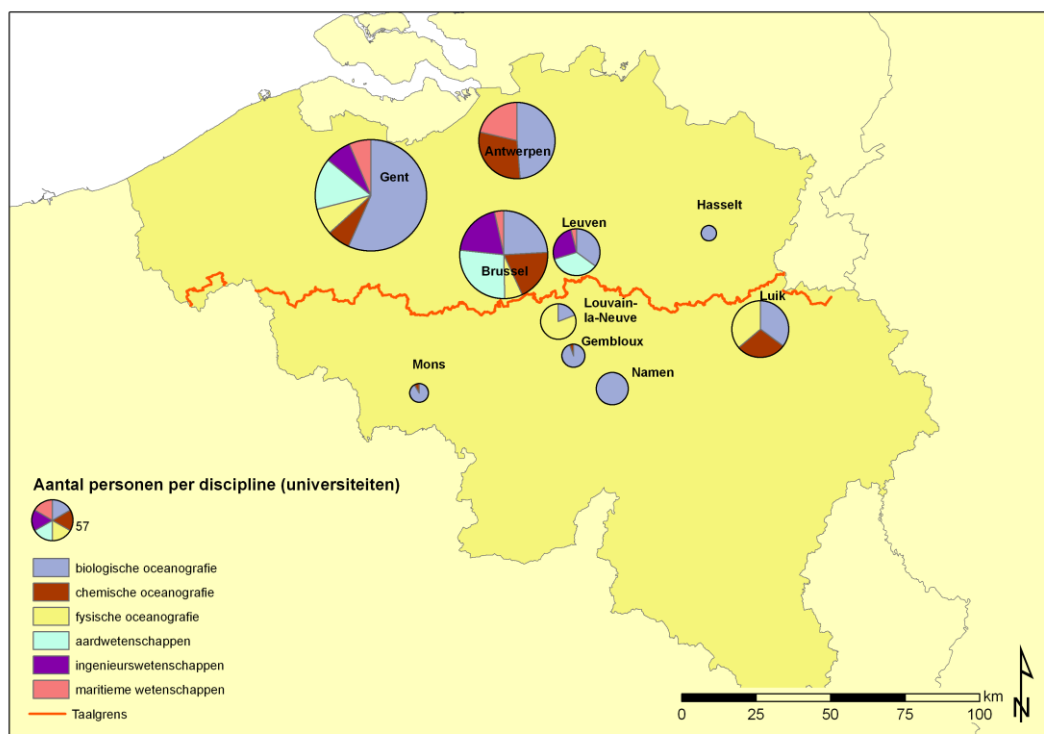 Antwerpen
Gent
Hasselt
Leuven
Brussel
Luik
Louvain-
la-Neuve
Gembloux
Mons
Namen
Aantal personen per discipline (universiteiten)
57
biologische oceanografie
chemische oceanografie
fysische oceanografie
aardwetenschappen
ingenieurswetenschappen
maritieme wetenschappen
Taalgrens
km
0 25 50 75 100
N